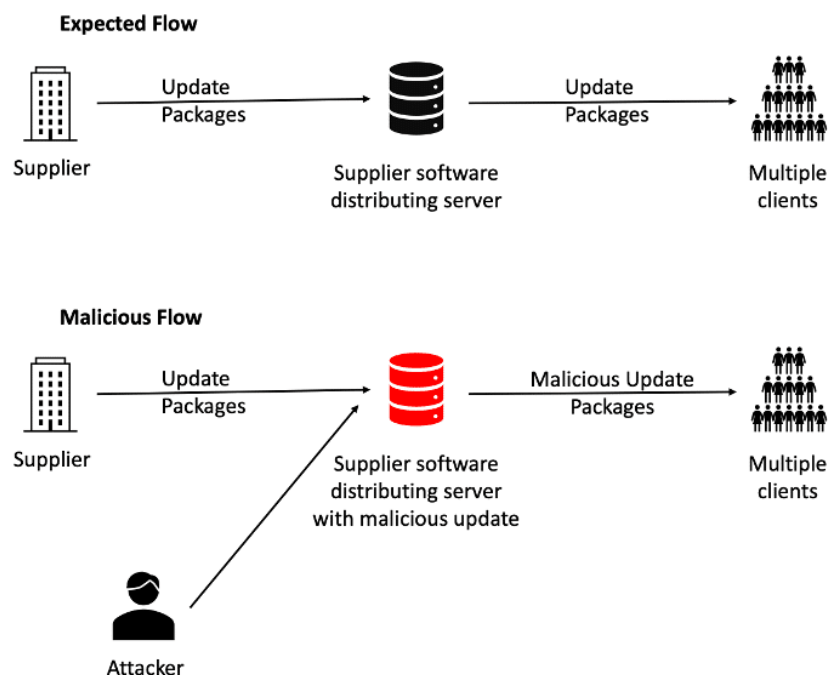 Expected Flow
Update
Packages
Update
Packages
Supplier
Supplier software
distributing server
Multiple
clients
Malicious Flow
Update
Packages
Malicious Update
Packages
Supplier
Supplier software
distributing server
with malicious update
Multiple
clients
Attacker